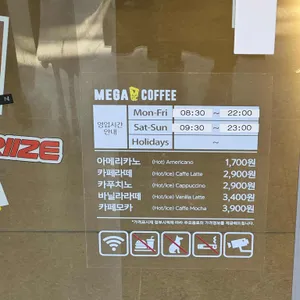 MEGA COFFEE
영업시간 안내
Mon-Fri 08:30 ~ 22:00
Sat-Sun 09:30 ~ 23:00
Holidays ~
아메리카노 (Hot) Americano 1,700원
카페라떼 (Hot/Ice) Caffe Latte 2,900원
카푸치노 (Hot/Ice) Cappuccino 2,900원
바닐라라떼 (Hot/Ice) Vanilla Latte 3,400원
카페모카 (Hot/Ice) Caffe Mocha 3,900원